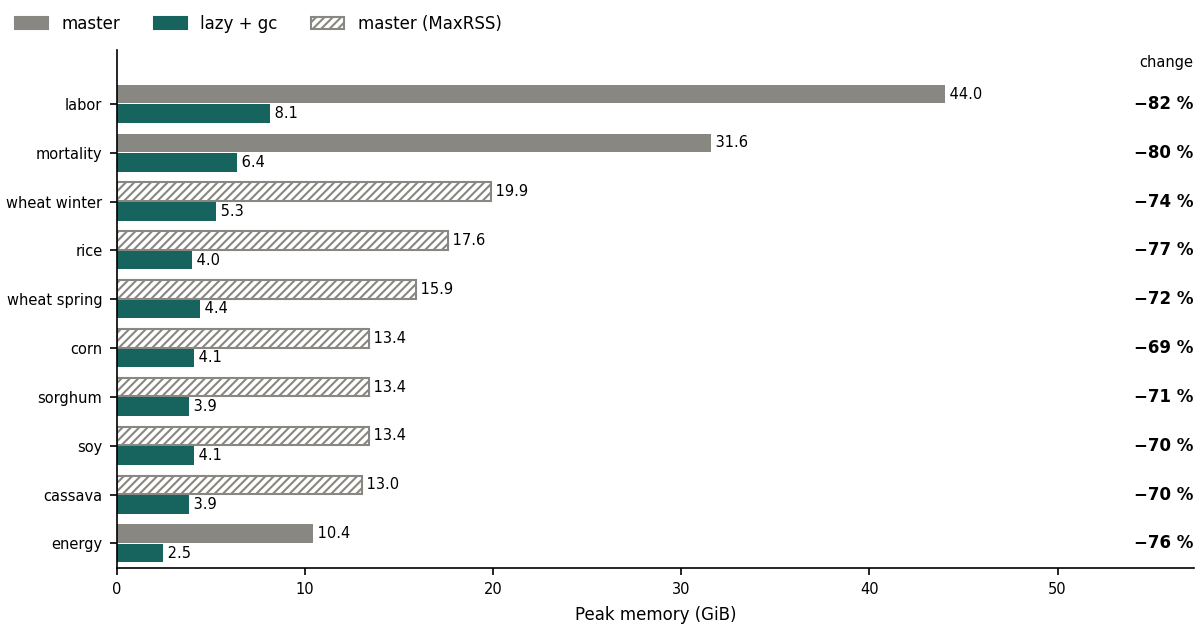 master lazy + gc master (MaxRSS)
change
labor 44.0 8.1 −82 %
mortality 31.6 6.4 −80 %
wheat winter 19.9 5.3 −74 %
rice 17.6 4.0 −77 %
wheat spring 15.9 4.4 −72 %
corn 13.4 4.1 −69 %
sorghum 13.4 3.9 −71 %
soy 13.4 4.1 −70 %
cassava 13.0 3.9 −70 %
energy 10.4 2.5 −76 %
0 10 20 30 40 50
Peak memory (GiB)